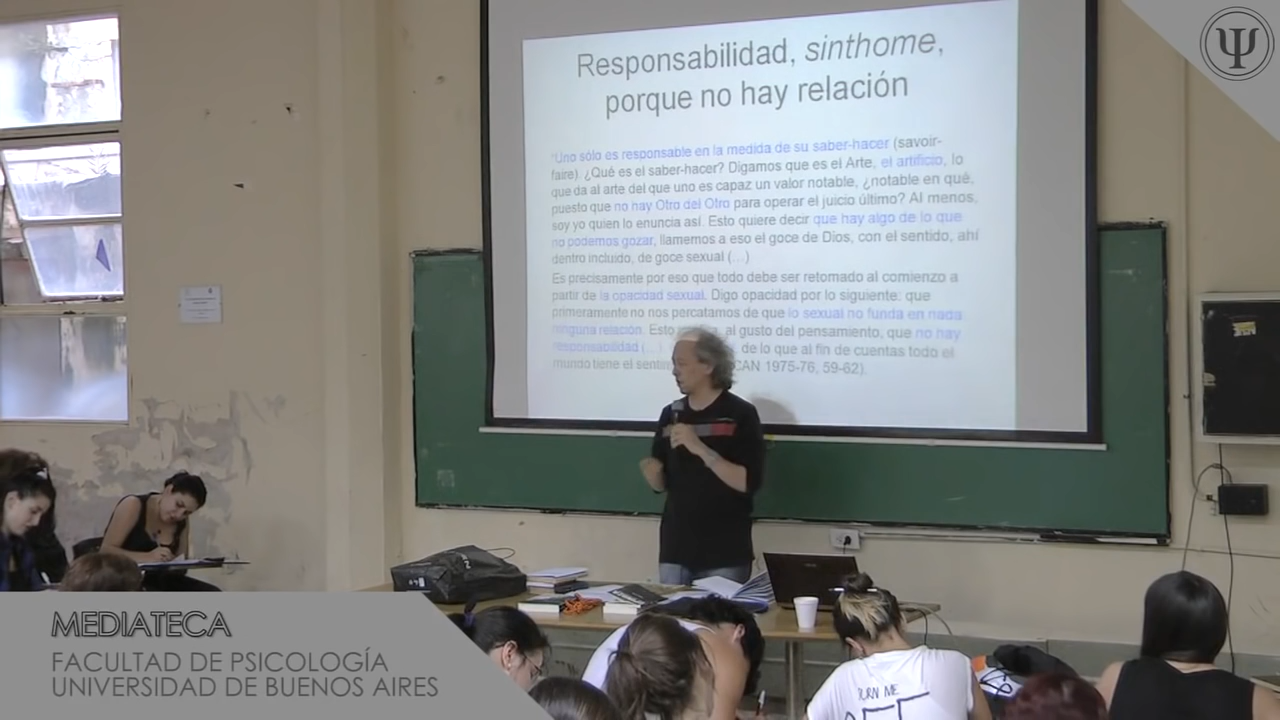 Responsabilidad, sinthome,
porque no hay relación
"Uno sólo es responsable en la medida de su saber-hacer (savoir-
faire). ¿Qué es el saber-hacer? Digamos que es el Arte, el artificio, lo
que da al arte del que uno es capaz un valor notable, ¿notable en qué,
puesto que no hay Otro del Otro para operar el juicio último? Al menos,
soy yo quien lo enuncia así. Esto quiere decir que hay algo de lo que
no podemos gozar, llamemos a eso el goce de Dios, con el sentido, ahí
dentro incluido, de goce sexual (...)
Es precisamente por eso que todo debe ser retomado al comienzo a
partir de la opacidad sexual. Digo opacidad por lo siguiente: que
primeramente no nos percatamos de que lo sexual no funda en nada
ninguna relación. Esto al gusto del pensamiento, que no hay
responsabilidad (...) de lo que al fin de cuentas todo el
mundo tiene el CAN 1975-76, 59-62).
Ψ
TURN ME
MEDIATECA
FACULTAD DE PSICOLOGÍA
UNIVERSIDAD DE BUENOS AIRES